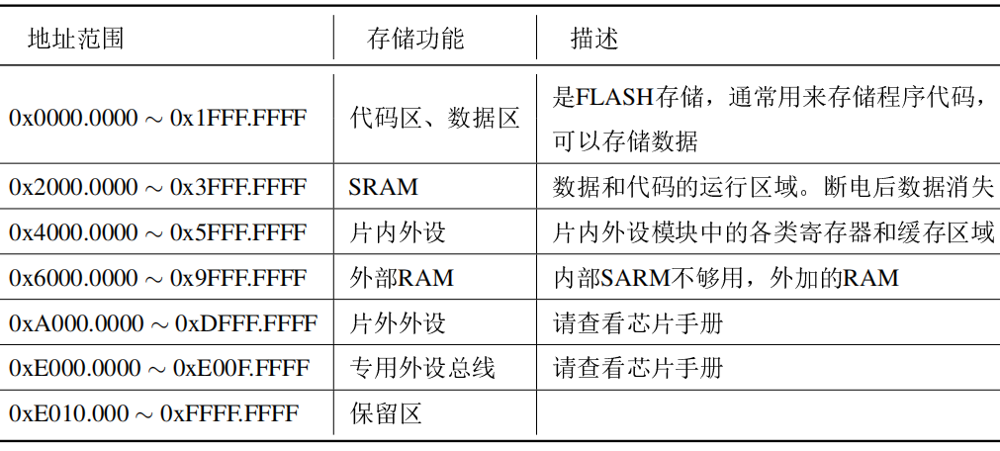 地址范围 存储功能 描述
0x0000.0000 ~ 0x1FFF.FFFF 代码区、数据区 是FLASH存储，通常用来存储程序代码，
可以存储数据
0x2000.0000 ~ 0x3FFF.FFFF SRAM 数据和代码的运行区域。断电后数据消失
0x4000.0000 ~ 0x5FFF.FFFF 片内外设 片内外设模块中的各类寄存器和缓存区域
0x6000.0000 ~ 0x9FFF.FFFF 外部RAM 内部SARM不够用，外加的RAM
0xA000.0000 ~ 0xDFFF.FFFF 片外外设 请查看芯片手册
0xE000.0000 ~ 0xE00F.FFFF 专用外设总线 请查看芯片手册
0xE010.000 ~ 0xFFFF.FFFF 保留区